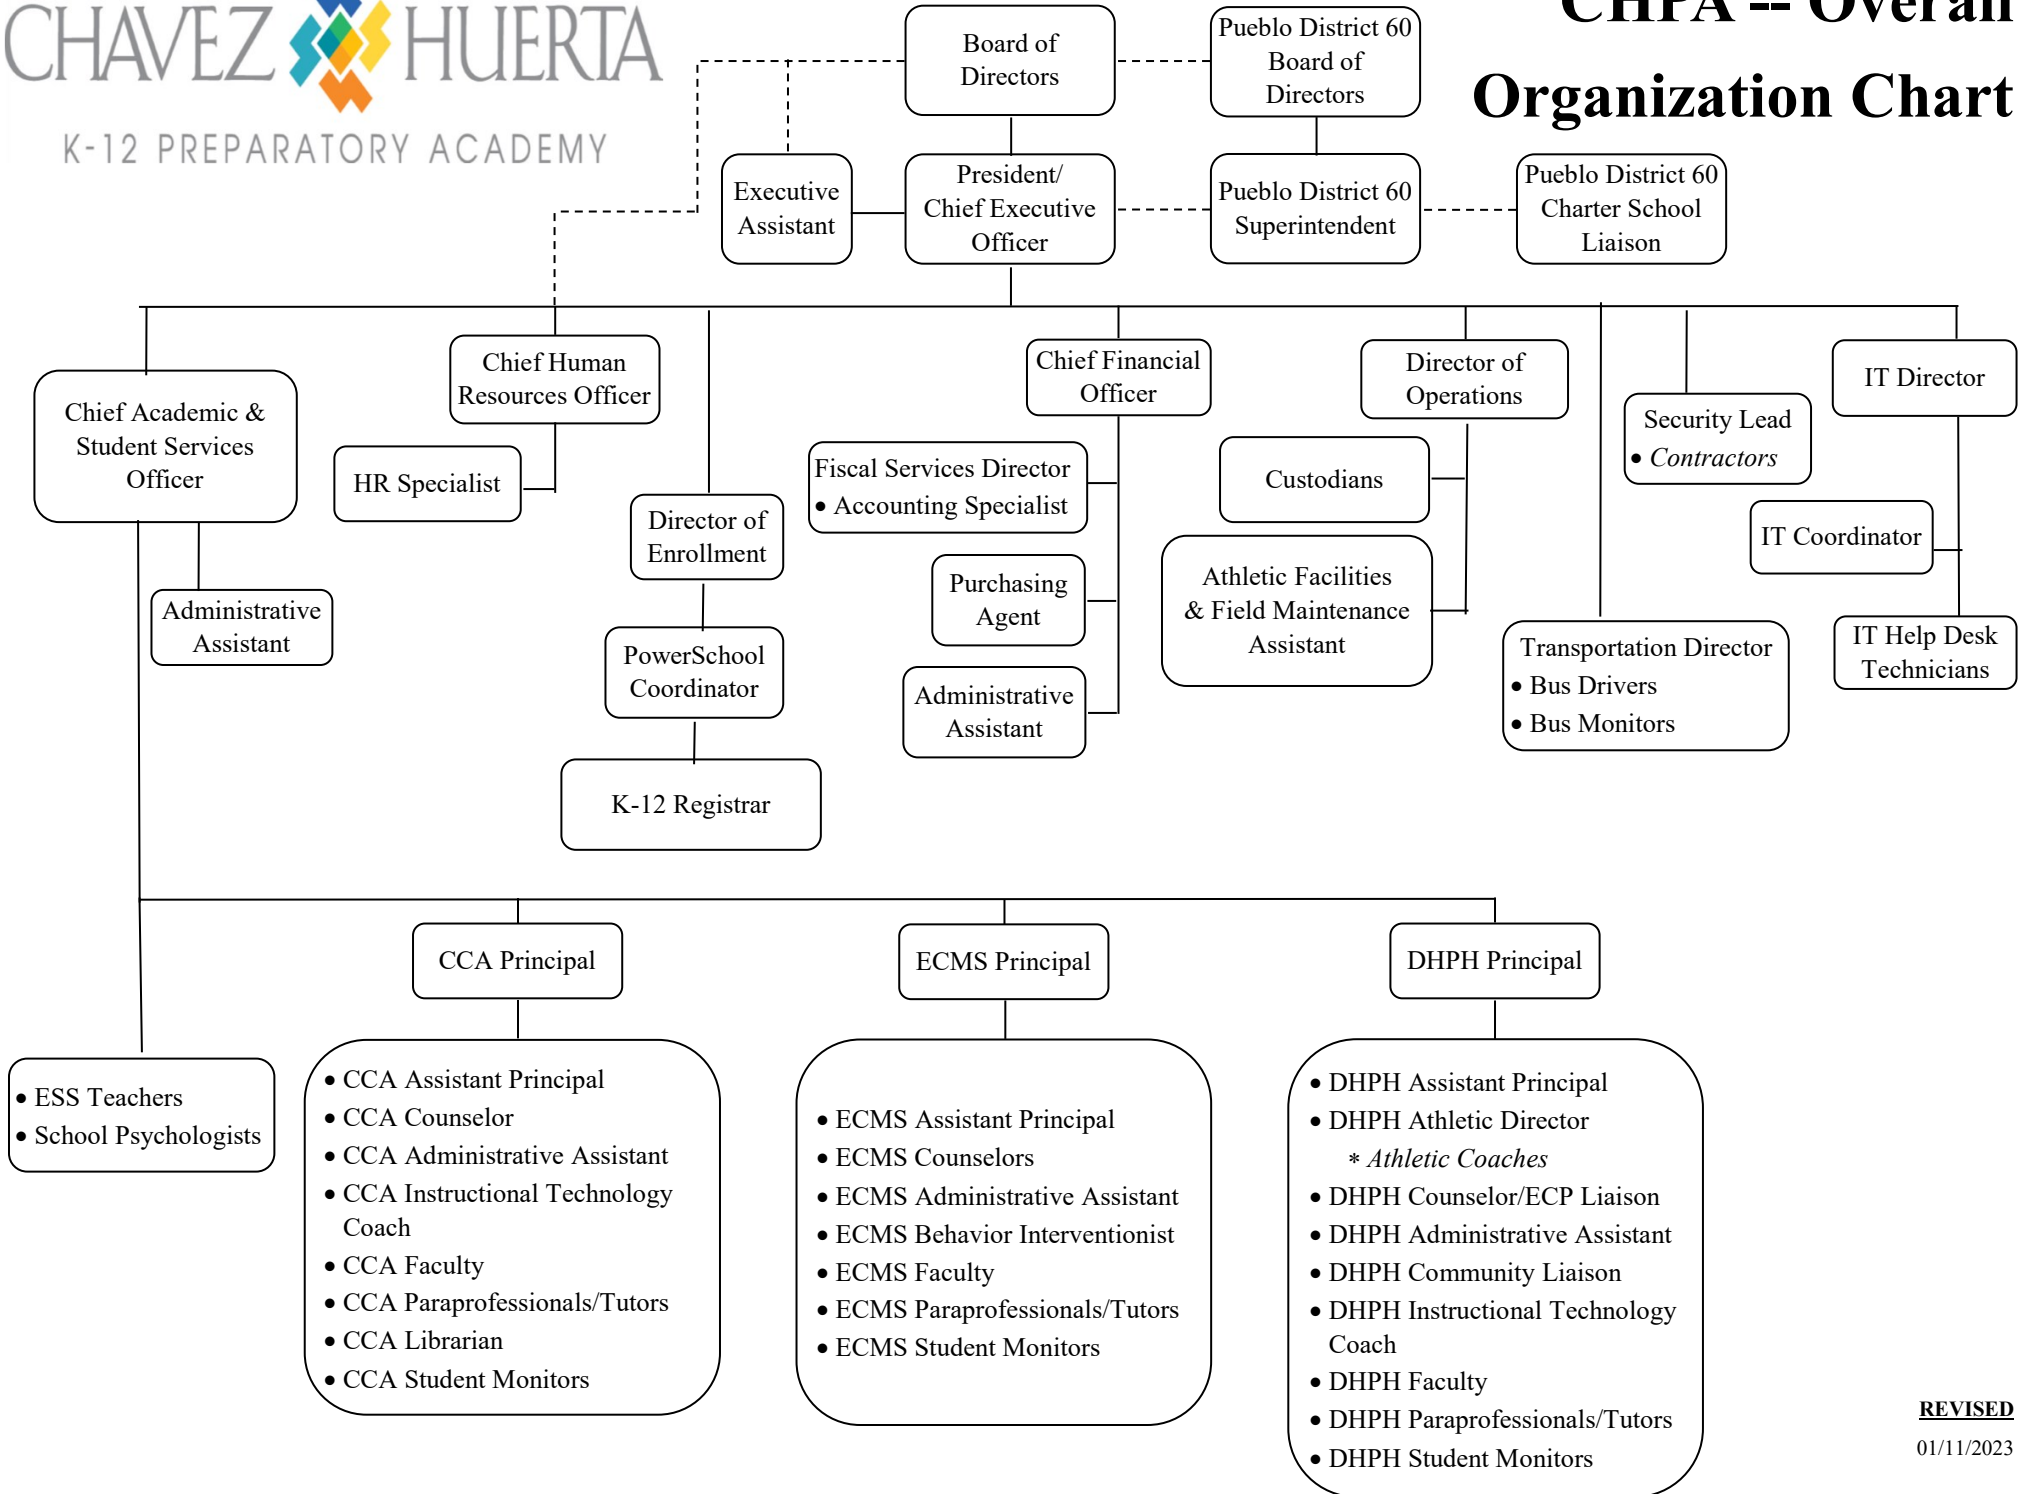 CHAVEZ HUERTA
K-12 PREPARATORY ACADEMY
CHPA -- Overall
Organization Chart
Board of
Directors
Pueblo District 60
Board of
Directors
Executive
Assistant
President/
Chief Executive
Officer
Pueblo District 60
Superintendent
Pueblo District 60
Charter School
Liaison
Chief Academic &
Student Services
Officer
Administrative
Assistant
Chief Human
Resources Officer
HR Specialist
Director of
Enrollment
PowerSchool
Coordinator
K-12 Registrar
Chief Financial
Officer
Fiscal Services Director
• Accounting Specialist
Purchasing
Agent
Administrative
Assistant
Director of
Operations
Custodians
Athletic Facilities
& Field Maintenance
Assistant
Transportation Director
• Bus Drivers
• Bus Monitors
Security Lead
• Contractors
IT Director
IT Coordinator
IT Help Desk
Technicians
• ESS Teachers
• School Psychologists
CCA Principal
• CCA Assistant Principal
• CCA Counselor
• CCA Administrative Assistant
• CCA Instructional Technology
Coach
• CCA Faculty
• CCA Paraprofessionals/Tutors
• CCA Librarian
• CCA Student Monitors
ECMS Principal
• ECMS Assistant Principal
• ECMS Counselors
• ECMS Administrative Assistant
• ECMS Behavior Interventionist
• ECMS Faculty
• ECMS Paraprofessionals/Tutors
• ECMS Student Monitors
DHPH Principal
• DHPH Assistant Principal
• DHPH Athletic Director
* Athletic Coaches
• DHPH Counselor/ECP Liaison
• DHPH Administrative Assistant
• DHPH Community Liaison
• DHPH Instructional Technology
Coach
• DHPH Faculty
• DHPH Paraprofessionals/Tutors
• DHPH Student Monitors
REVISED
01/11/2023